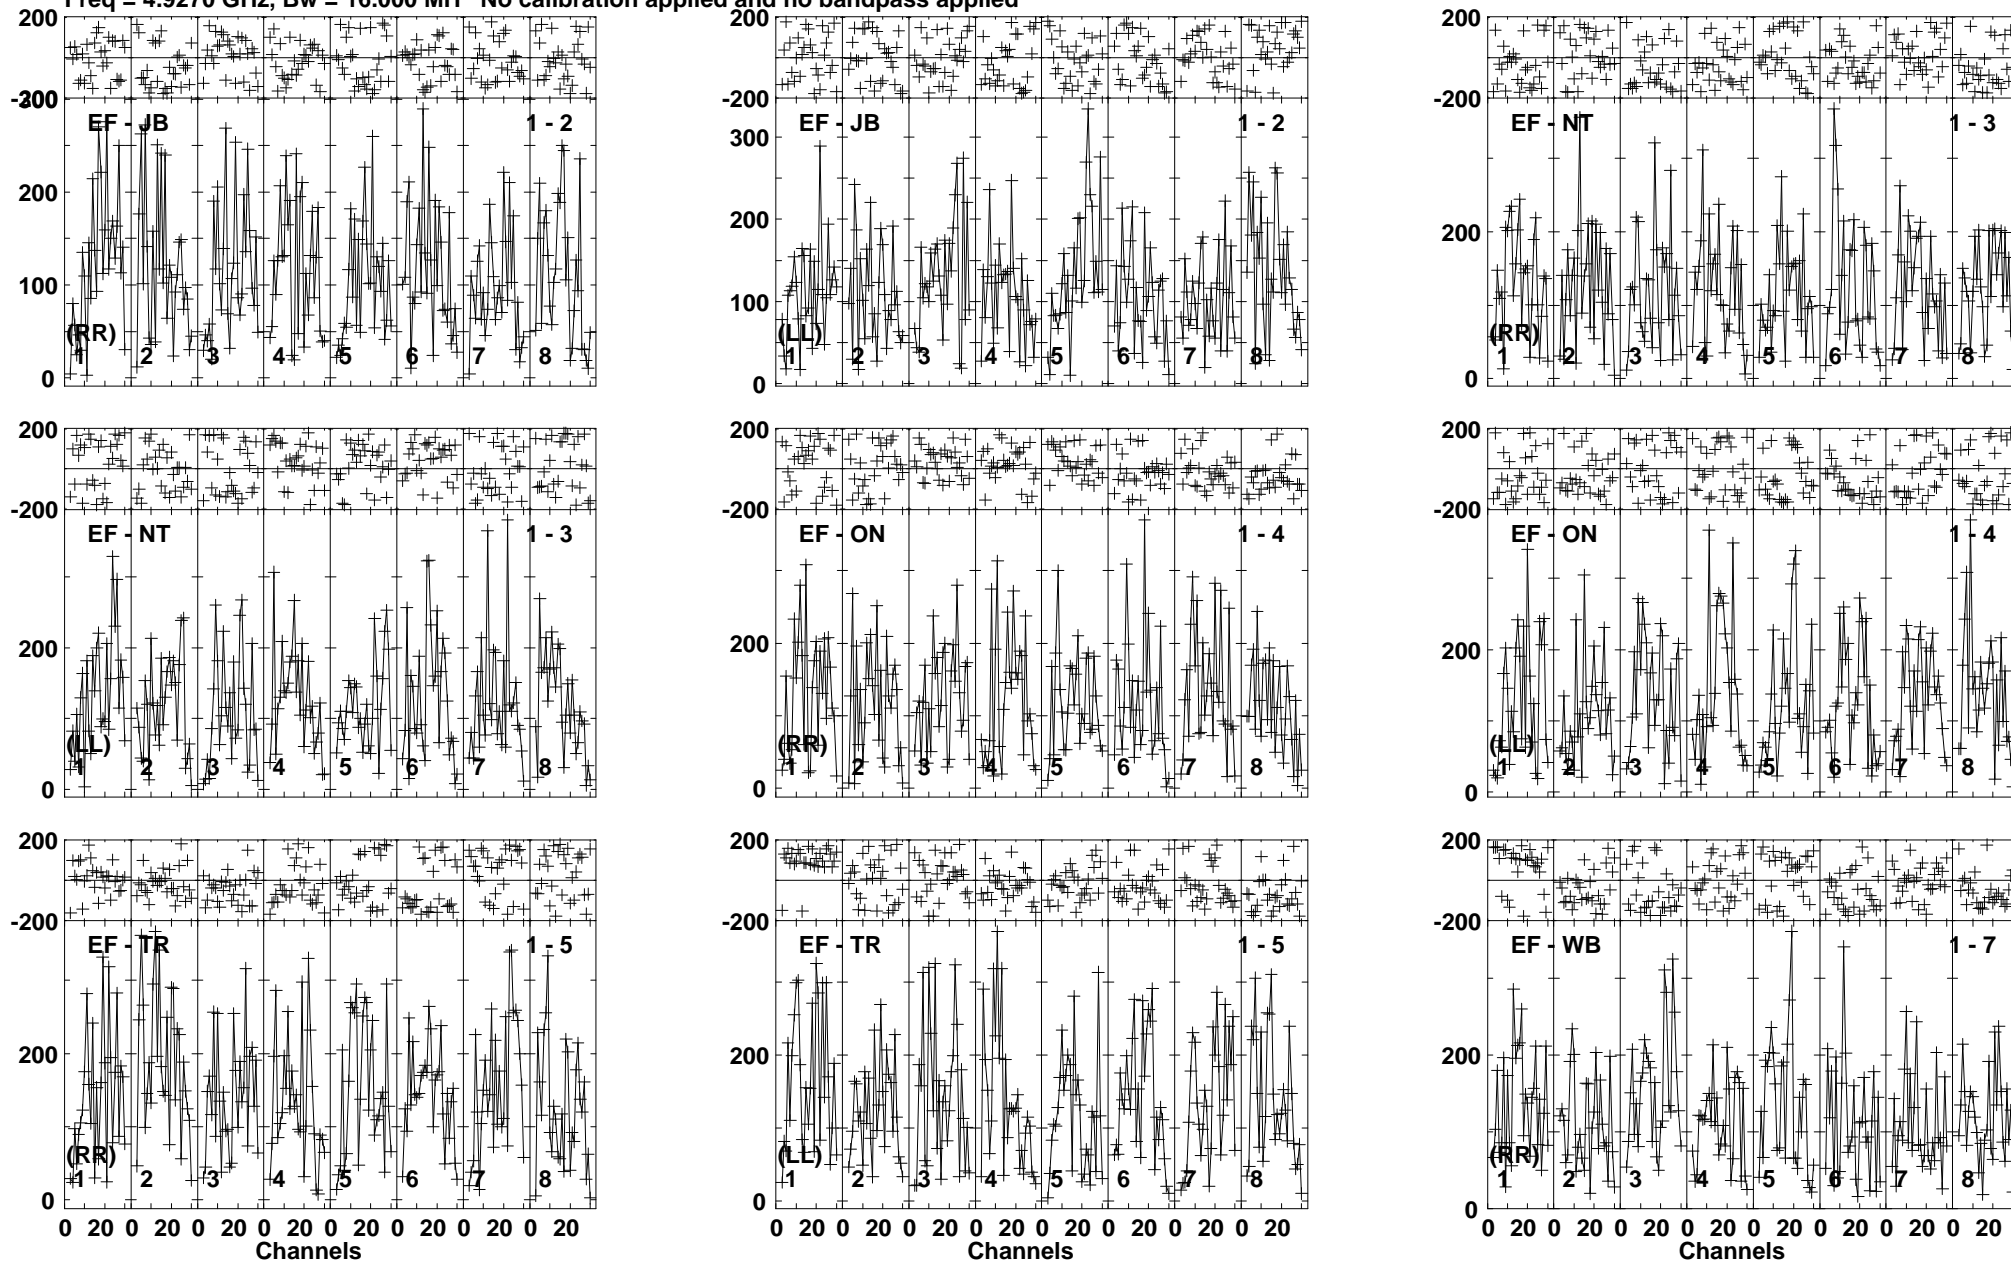 Freq = 4.9270 GHz, Bw = 16.000 MH No calibration applied and no bandpass applied
200 200 200
-200 -200 -200
EF - JB 1 - 2 EF - JB 1 - 2 EF - NT 1 - 3
300
200 200 200
100 100
(RR) (LL) (RR)
1 2 3 4 5 6 7 8 1 2 3 4 5 6 7 8 1 2 3 4 5 6 7 8
0 0 0
200 200 200
-200 -200 -200
EF - NT 1 - 3 EF - ON 1 - 4 EF - ON 1 - 4
200 200 200
(LL) (RR) (LL)
1 2 3 4 5 6 7 8 1 2 3 4 5 6 7 8 1 2 3 4 5 6 7 8
0 0 0
200 200 200
-200 -200 -200
EF - TR 1 - 5 EF - TR 1 - 5 EF - WB 1 - 7
200 200 200
(RR) (LL) (RR)
1 2 3 4 5 6 7 8 1 2 3 4 5 6 7 8 1 2 3 4 5 6 7 8
0 0 0
0 20 0 20 0 20 0 20 0 20 0 20 0 20 0 20 0 20 0 20 0 20 0 20 0 20 0 20 0 20 0 20 0 20 0 20 0 20 0 20 0 20 0 20 0 20 0 20
Channels Channels Channels